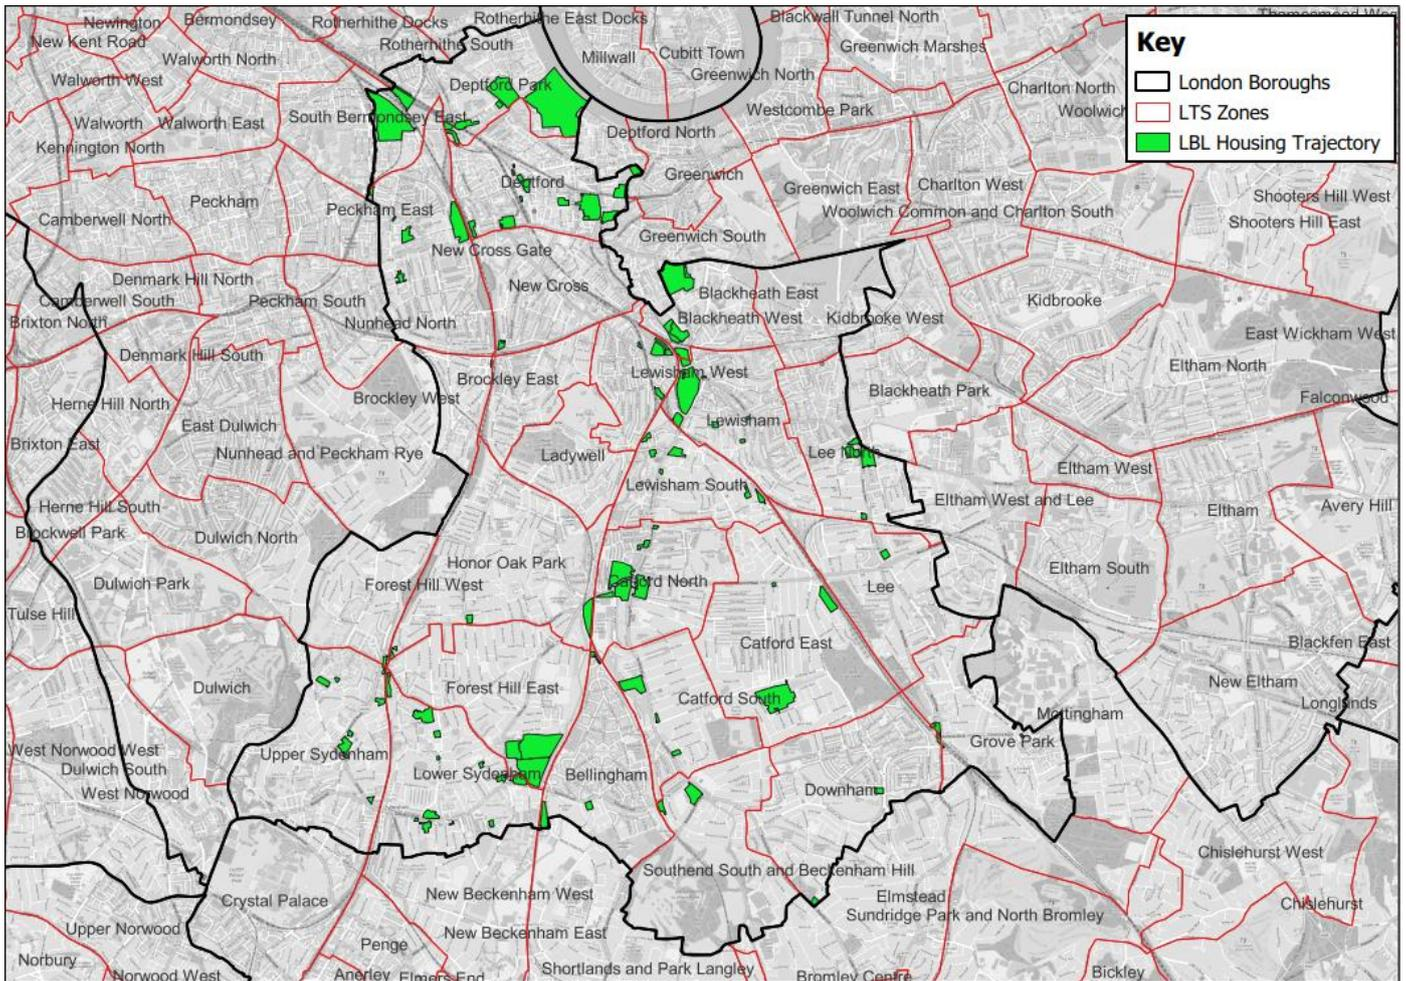 Newington
Bermondsey
Rotherhithe Docks
Rotherhithe East Docks
Blackwall Tunnel North
Key
London Boroughs
LTS Zones
LBL Housing Trajectory
New Kent Road
Rotherhithe South
Millwall
Cubitt Town
Greenwich Marshes
Walworth North
Walworth West
Greenwich North
Deptford Park
Charlton North
South Bermondsey East
Westcombe Park
Walworth
Walworth East
Deptford North
Kennington North
Greenwich
Deptford
Greenwich East
Charlton West
Peckham
Peckham East
Woolwich Common and Charlton South
Shooters Hill West
Shooters Hill East
Camberwell North
Greenwich South
New Cross Gate
Denmark Hill North
New Cross
Blackheath East
Camberwell South
Peckham South
Kidbrooke
Brixton North
Nunhead North
Blackheath West
Kidbrooke West
East Wickham West
Denmark Hill South
Eltham North
Lewisham West
Brockley East
Blackheath Park
Brockley West
Falconwood
Herne Hill North
East Dulwich
Lewisham
Brixton East
Nunhead and Peckham Rye
Ladywell
Lee North
Eltham West
Lewisham South
Eltham West and Lee
Herne Hill South
Eltham
Avery Hill
Brockwell Park
Dulwich North
Honor Oak Park
Eltham South
Dulwich Park
Forest Hill West
Catford North
Lee
Tulse Hill
Catford East
Blackfen East
Dulwich
Forest Hill East
Catford South
New Eltham
Longlands
Mottingham
West Norwood West
Upper Sydenham
Grove Park
Dulwich South
Lower Sydenham
Bellingham
West Norwood
Downham
Southend South and Beckenham Hill
Chislehurst West
Crystal Palace
New Beckenham West
Elmstead
Sundridge Park and North Bromley
Chislehurst
Upper Norwood
New Beckenham East
Penge
Norbury
Shortlands and Park Langley
Norwood West
Anerley
Elmers End
Bromley Centre
Bickley